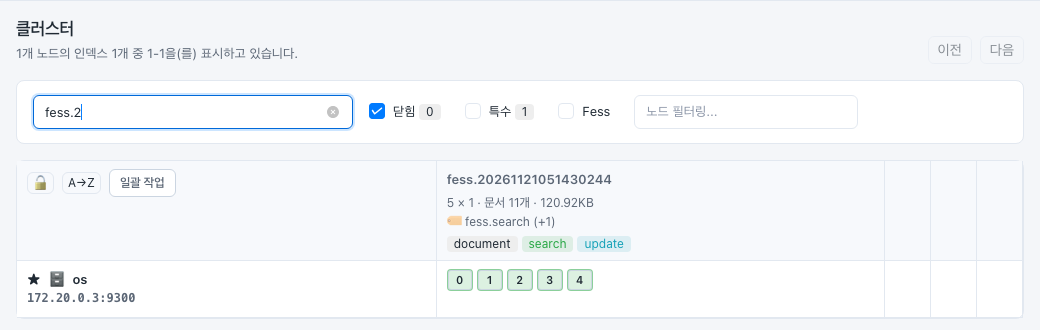 클러스터
1개 노드의 인덱스 1개 중 1-1을(를) 표시하고 있습니다.
이전 다음
fess.2 닫힘 0 특수 1 Fess 노드 필터링...
A→Z 일괄 작업
fess.20261121051430244
5 × 1 · 문서 11개 · 120.92KB
fess.search (+1)
document search update
★ os
172.20.0.3:9300
0 1 2 3 4